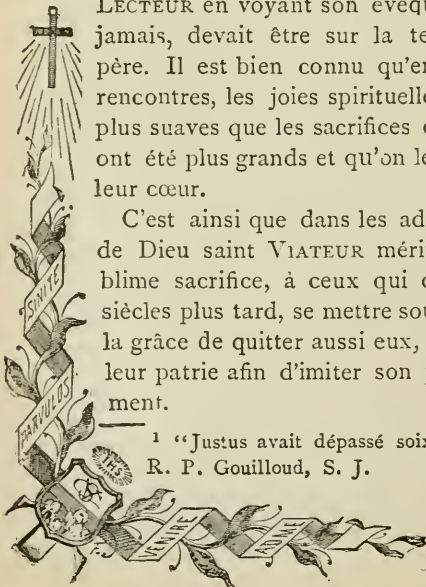 LECTEUR en voyant son évêqu
jamais, devait être sur la te
père. Il est bien connu qu'en
rencontres, les joies spirituelle
plus suaves que les sacrifices
ont été plus grands et qu'on le
leur cœur.
C'est ainsi que dans les ad
de Dieu saint VIATEUR méri
blime sacrifice, à ceux qui
siècles plus tard, se mettre sou
la grâce de quitter aussi eux,
leur patrie afin d'imiter son
ment.
1 “Justus avait dépassé soix
R. P. Gouilloud, S. J.
SINITE
PARVULOS
IHS
VENIRE
AD ME